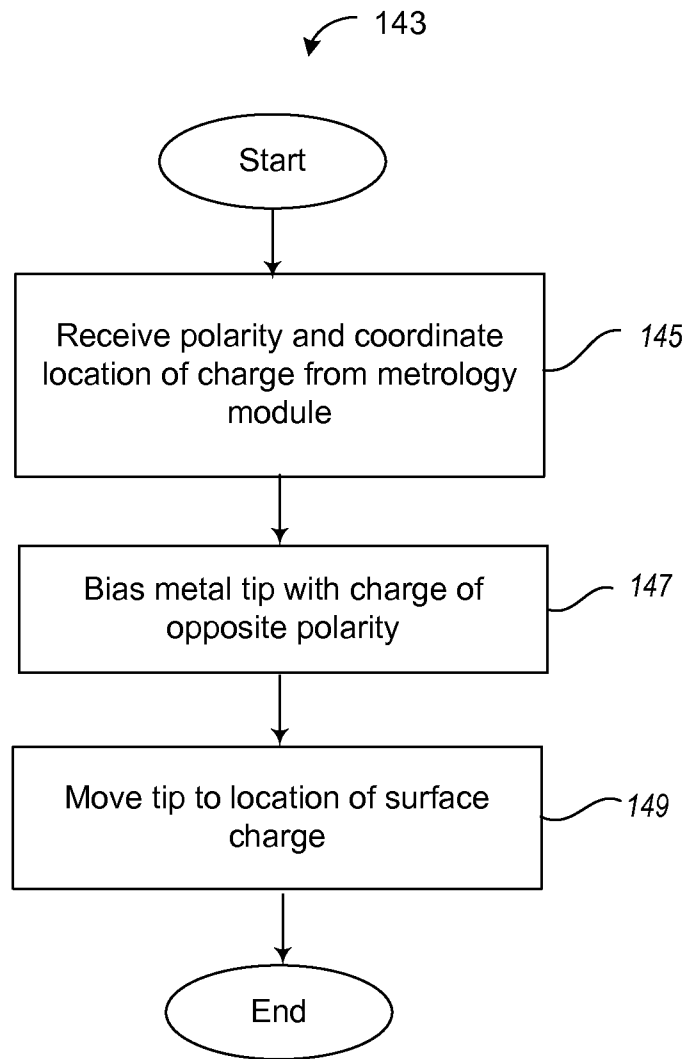 143
Start
Receive polarity and coordinate
location of charge from metrology
module
145
Bias metal tip with charge of
opposite polarity
147
Move tip to location of surface
charge
149
End